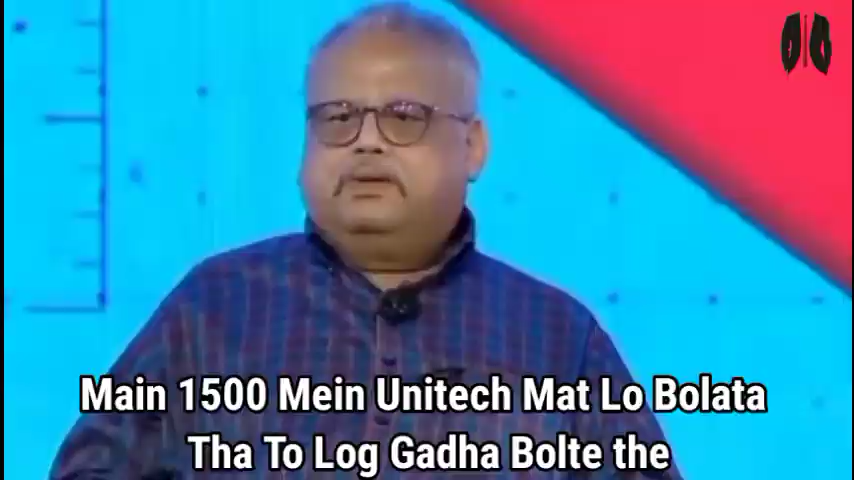 Main 1500 Mein Unitech Mat Lo Bolata
Tha To Log Gadha Bolte the